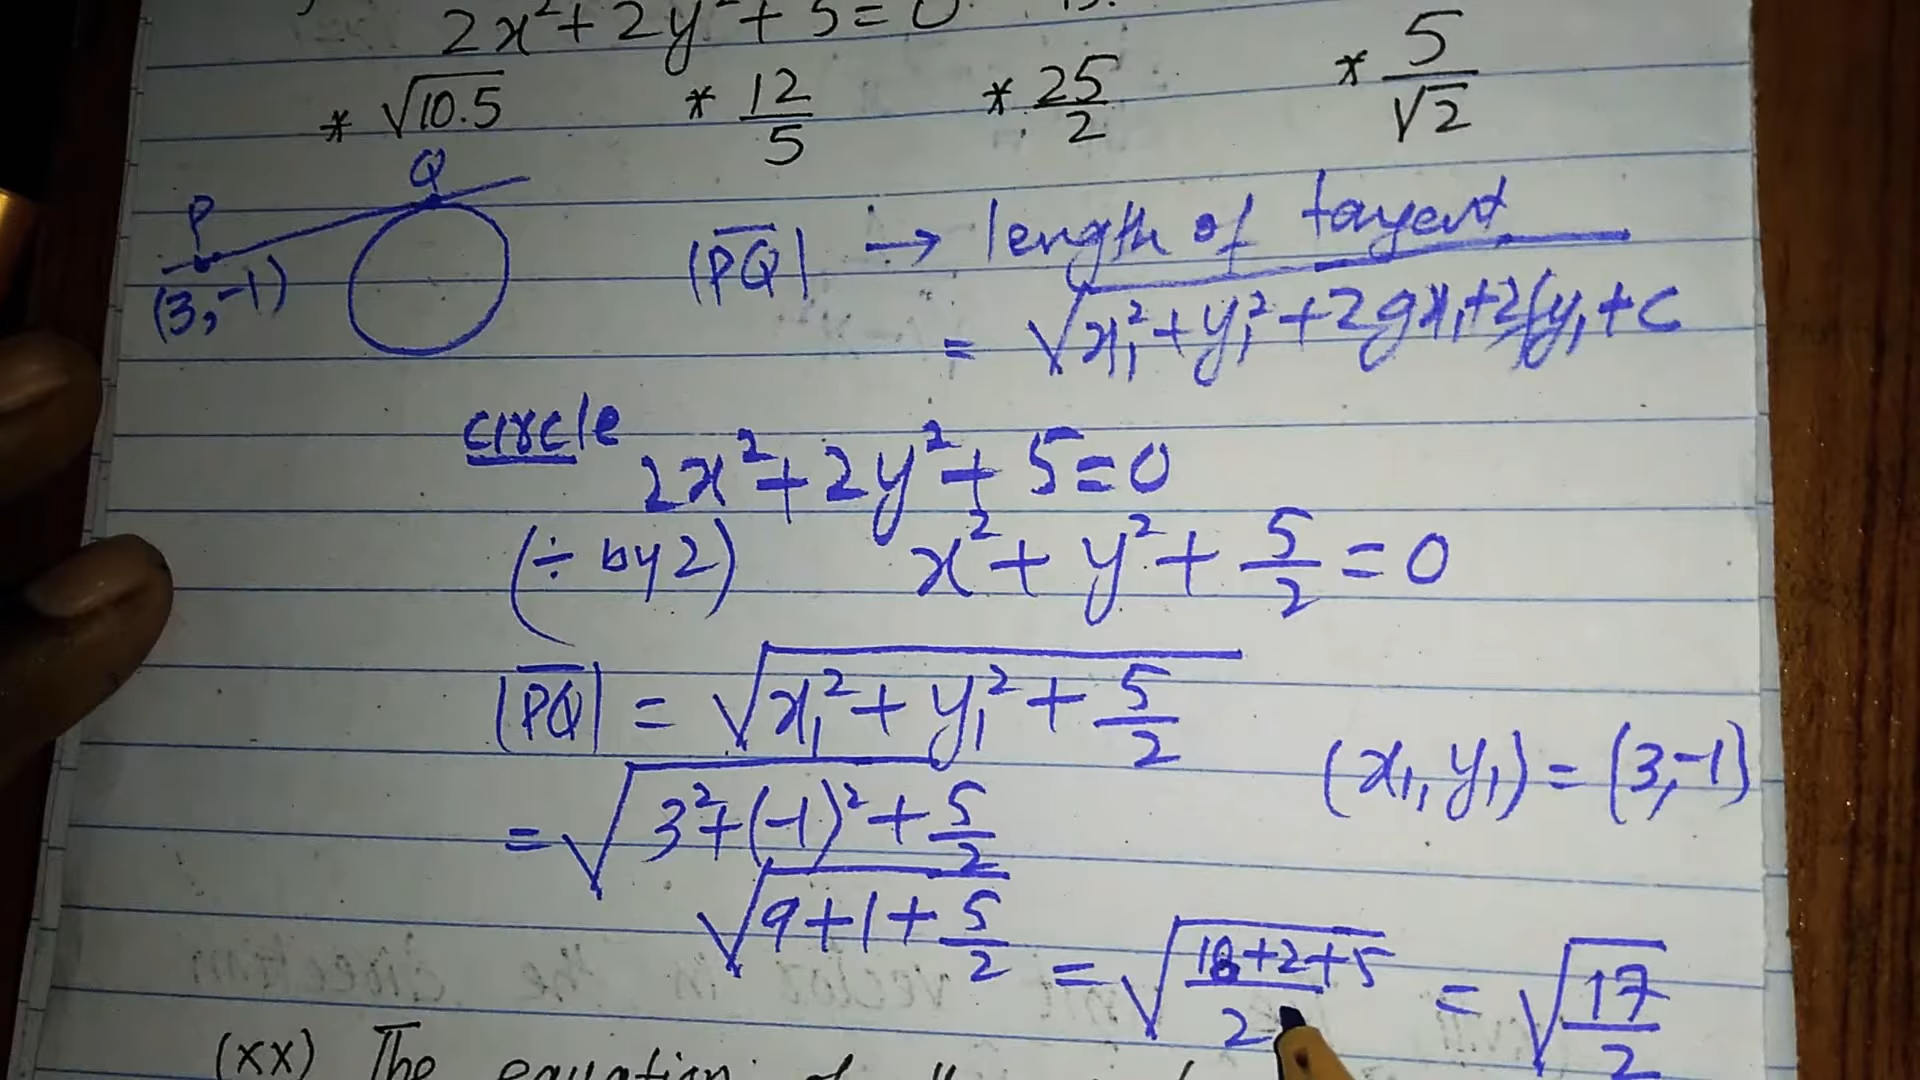 2x²+2y²+5=0
* √10.5 * 12/5 * 25/2 * 5/√2
Q
P
(3,-1)
|PQ| → length of tangent
= √x₁²+y₁²+2gx₁+2fy₁+c
circle
2x²+2y²+5=0
(÷ by 2) x²+y²+5/2=0
|PQ| = √x₁²+y₁²+5/2
(x₁,y₁)=(3,-1)
= √3²+(-1)²+5/2
√9+1+5/2 = √18+2+5/2 = √17/2
(xx) The equation of